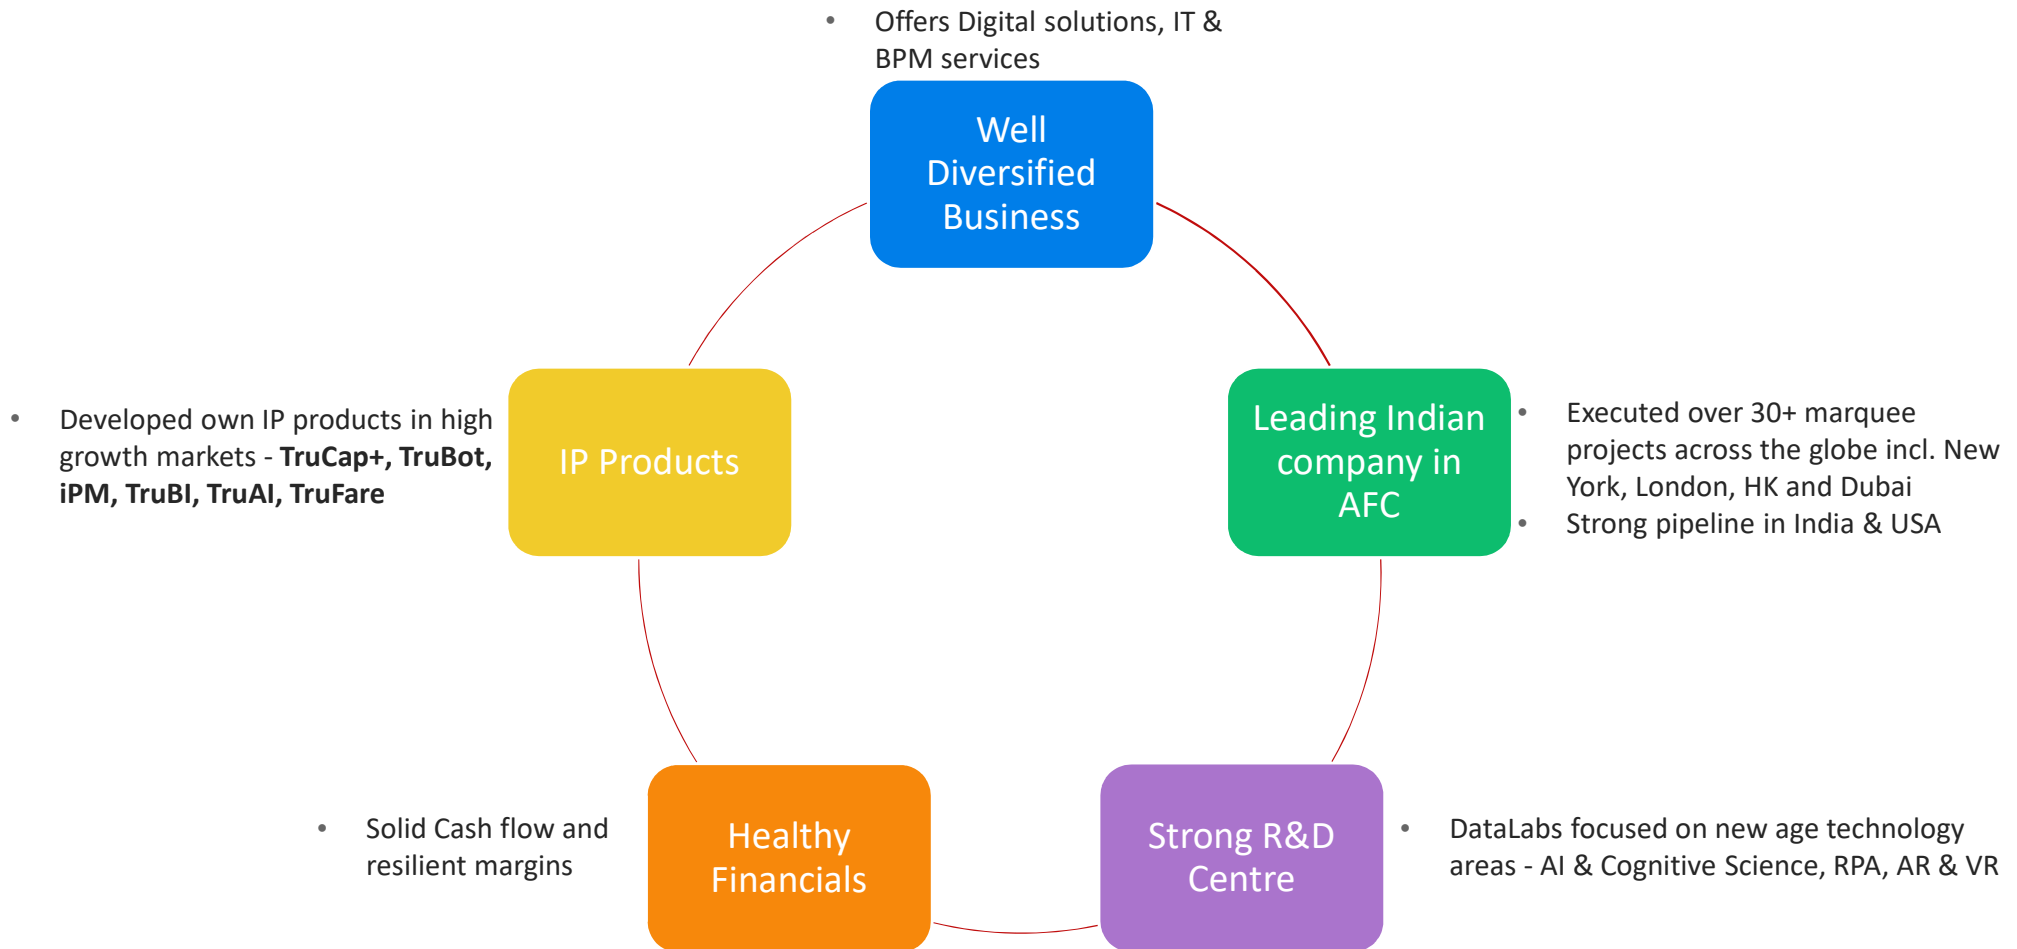 • Offers Digital solutions, IT &
BPM services
Well
Diversified
Business
Leading Indian
company in
AFC
• Executed over 30+ marquee
projects across the globe incl. New
York, London, HK and Dubai
• Strong pipeline in India & USA
Strong R&D
Centre
• DataLabs focused on new age technology
areas - AI & Cognitive Science, RPA, AR & VR
Healthy
Financials
• Solid Cash flow and
resilient margins
IP Products
• Developed own IP products in high
growth markets - TruCap+, TruBot,
iPM, TruBI, TruAI, TruFare